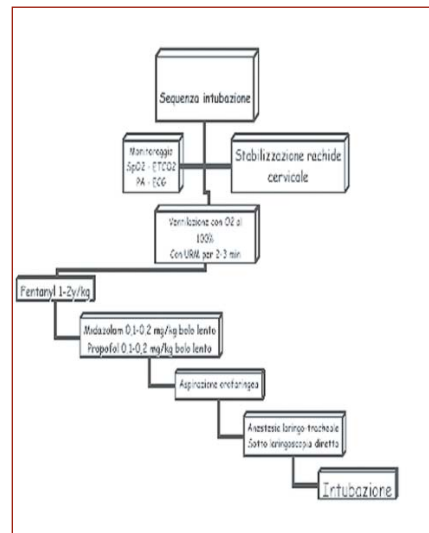 Sequenza intubazione
Monitoraggio
SpO2 - ETCO2
PA - ECG
Stabilizzazione rachide
cervicale
Ventilazione con O2 al
100%
Con URM per 2-3 min
Fentanyl 1-2γ/kg
Midazolam 0,1-0,2 mg/kg bolo lento
Propofol 0,1-0,2 mg/kg bolo lento
Aspirazione orofaringea
Anestesia laringo-tracheale
Sotto laringoscopia diretta
Intubazione